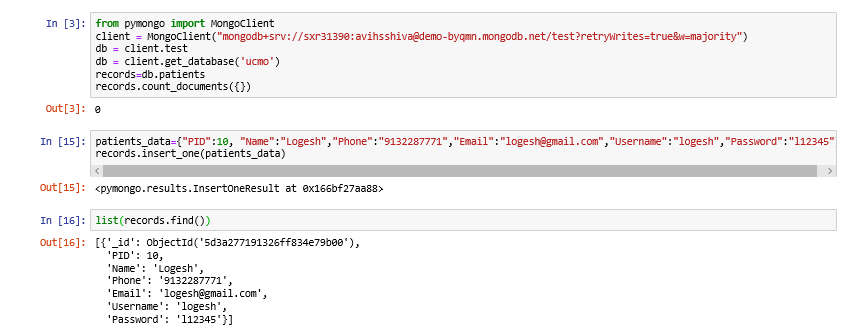 In [3]: from pymongo import MongoClient
client = MongoClient("mongodb+srv://sxr31390:avihsshiva@demo-byqmn.mongodb.net/test?retryWrites=true&w=majority")
db = client.test
db = client.get_database('ucmo')
records=db.patients
records.count_documents({})
Out[3]: 0
In [15]: patients_data={"PID":10, "Name":"Logesh","Phone":"9132287771","Email":"logesh@gmail.com","Username":"logesh","Password":"l12345"
records.insert_one(patients_data)
Out[15]: <pymongo.results.InsertOneResult at 0x166bf27aa88>
In [16]: list(records.find())
Out[16]: [{'_id': ObjectId('5d3a277191326ff834e79b00'),
'PID': 10,
'Name': 'Logesh',
'Phone': '9132287771',
'Email': 'logesh@gmail.com',
'Username': 'logesh',
'Password': 'l12345'}]